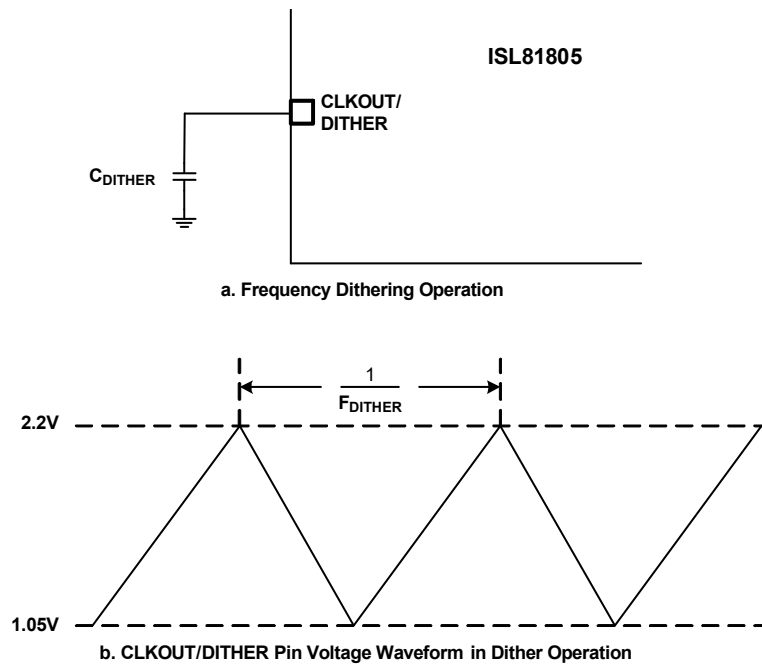 ISL81805
CLKOUT/
DITHER
CDITHER
a. Frequency Dithering Operation
1
FDITHER
2.2V
1.05V
b. CLKOUT/DITHER Pin Voltage Waveform in Dither Operation